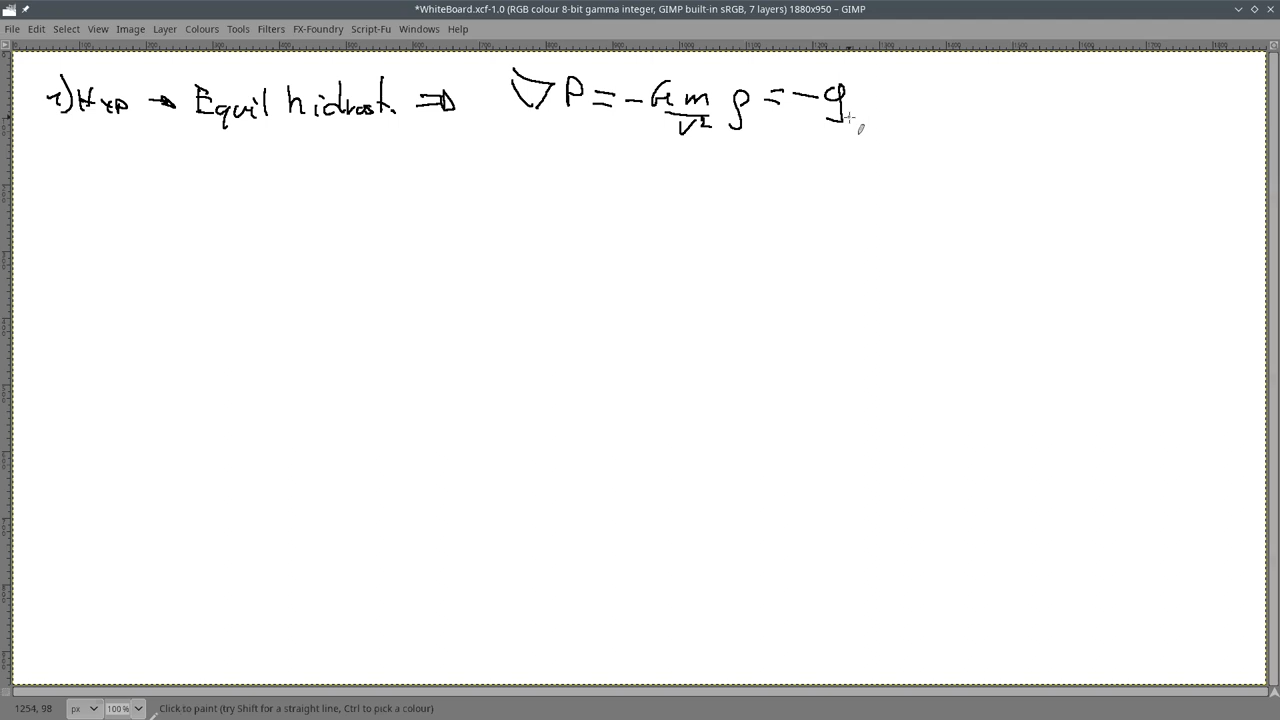 *WhiteBoard.xcf-1.0 (RGB colour 8-bit gamma integer, GIMP built-in sRGB, 7 layers) 1880x950 – GIMP
File Edit Select View Image Layer Colours Tools Filters FX-Foundry Script-Fu Windows Help
1) Hyp → Equil hidrost. ⇒ ∇P = - Gm/r² ρ = - g
1254, 98 px 100% Click to paint (try Shift for a straight line, Ctrl to pick a colour)